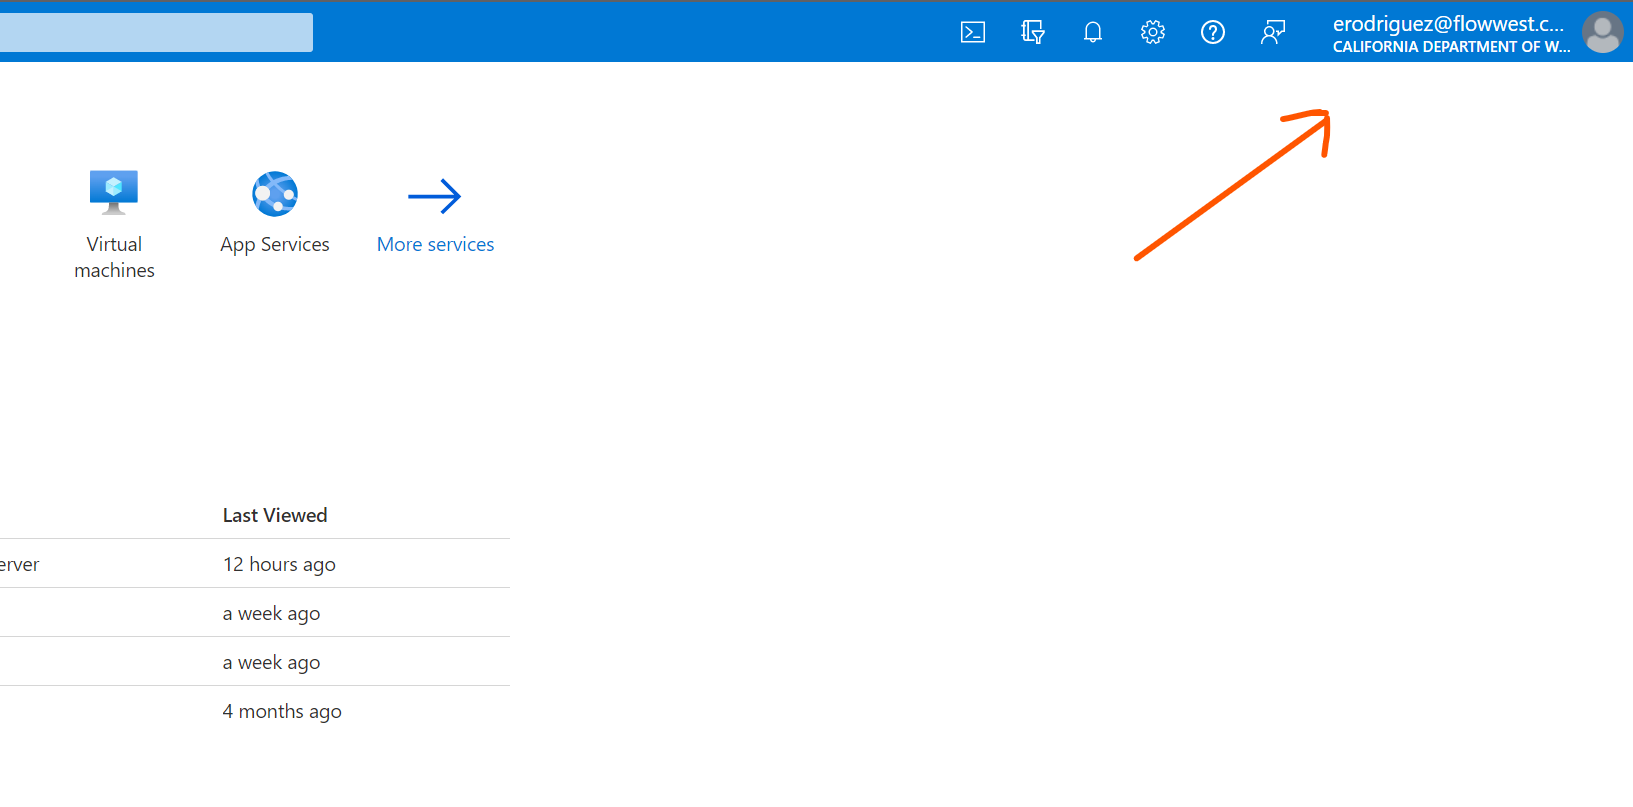 erodriguez@flowwest.c...
CALIFORNIA DEPARTMENT OF W...
Virtual
machines
App Services
More services
Last Viewed
erver
12 hours ago
a week ago
a week ago
4 months ago